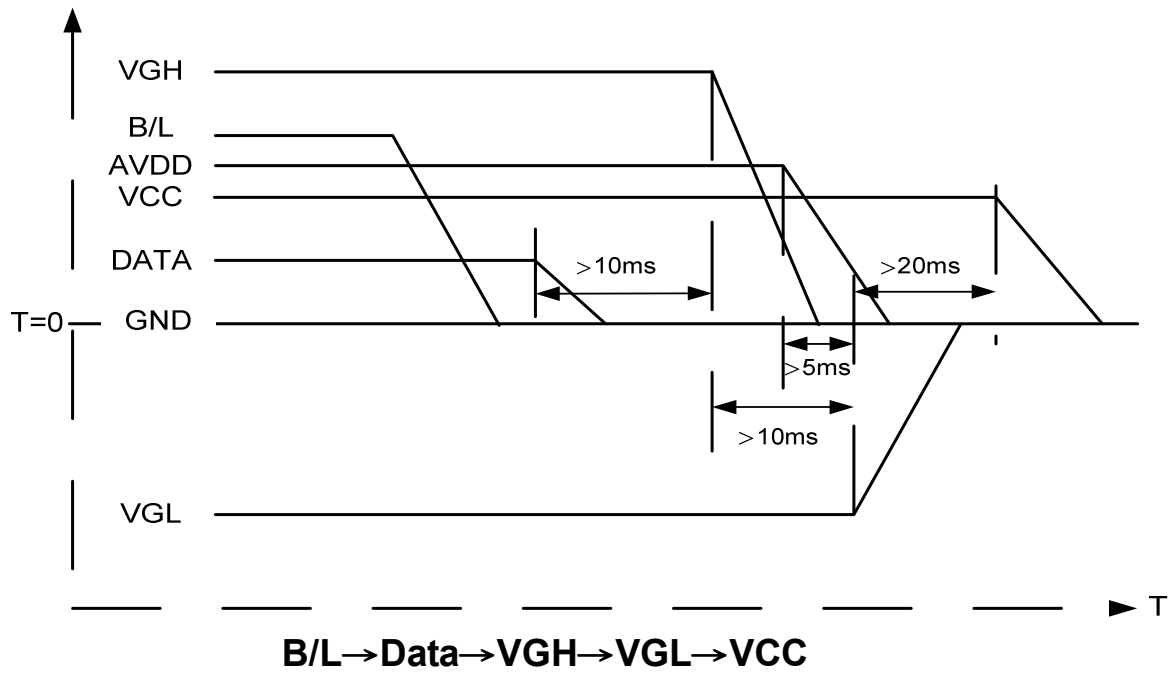 VGH
B/L
AVDD
VCC
DATA
>10ms
>20ms
T=0
GND
>5ms
>10ms
VGL
T
B/L→Data→VGH→VGL→VCC